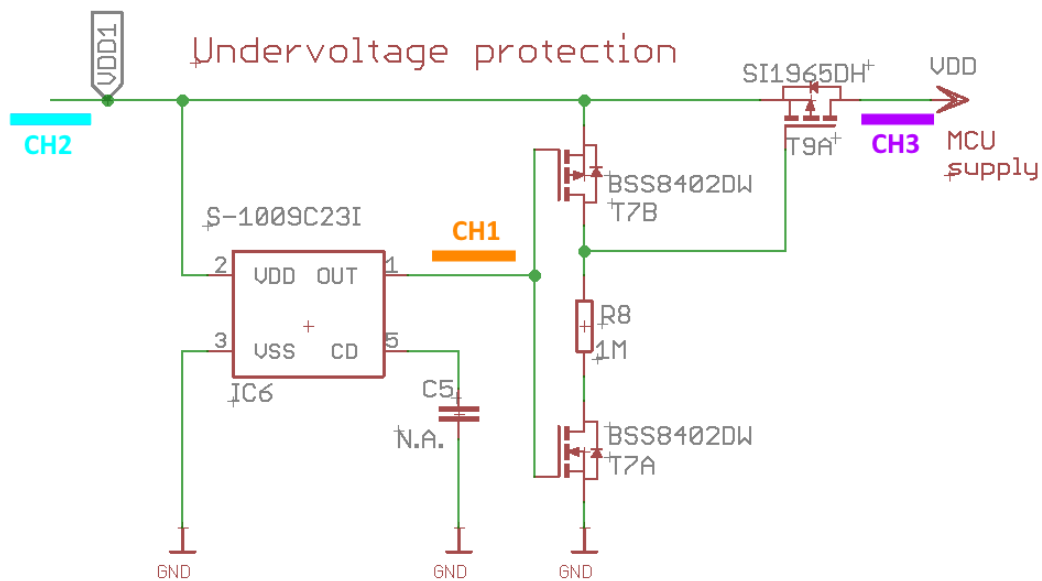 VDD1
Undervoltage protection
SI1965DH
VDD
CH2
T9A
CH3
MCU
supply
BSS8402DW
T7B
S-1009C23I
CH1
2
VDD OUT
1
R8
3
VSS CD
5
1M
IC6
C5
N.A.
BSS8402DW
T7A
GND
GND
GND